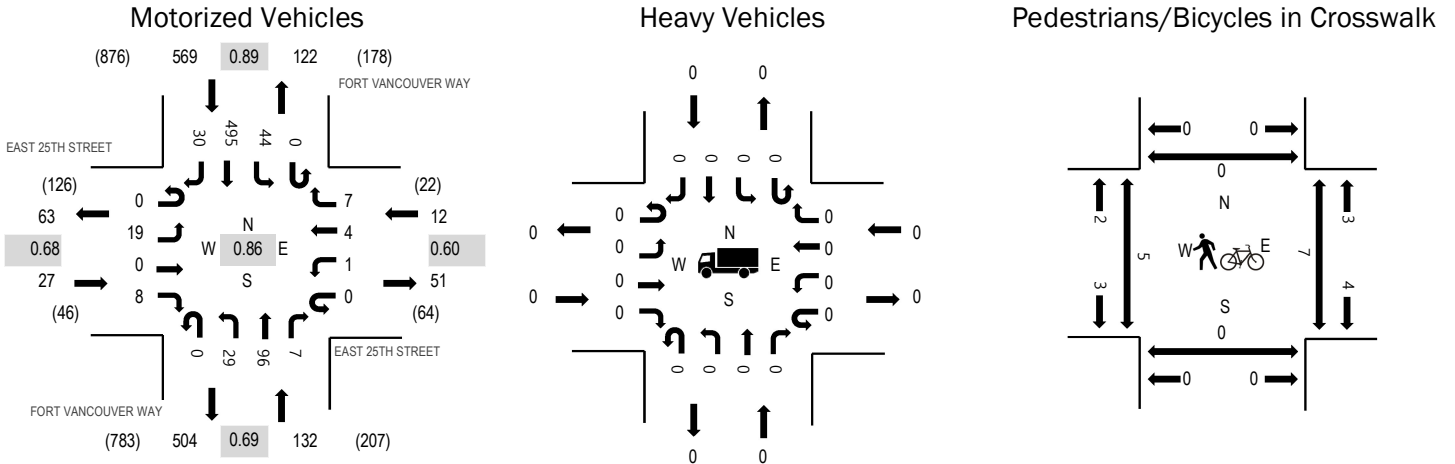 Motorized Vehicles
(876) 569 0.89 122 (178)
FORT VANCOUVER WAY
30 495 44 0
EAST 25TH STREET
(126)
63
0.68
27
(46)
0
19
0
8
N
W 0.86 E
S
7
4
1
0
(22)
12
0.60
51
(64)
0 29 96 7
EAST 25TH STREET
FORT VANCOUVER WAY
(783) 504 0.69 132 (207)
Heavy Vehicles
0 0
0 0 0 0
0
0
0
0
0
0
N
W E
S
0
0
0
0
0
0
0 0 0 0
0 0
Pedestrians/Bicycles in Crosswalk
0 0
0
2
3
5
N
W E
S
7
3
4
0
0 0